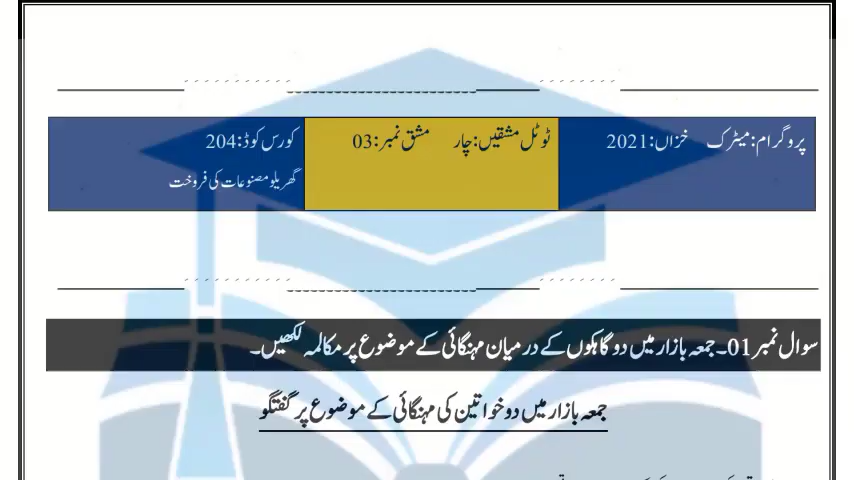 پروگرام: میٹرک خزاں: 2021
ٹوٹل مشقیں: چار مشق نمبر: 03
کورس کوڈ: 204
گھریلو مصنوعات کی فروخت
سوال نمبر 01۔ جمعہ بازار میں دو گاہکوں کے درمیان مہنگائی کے موضوع پر مکالمہ لکھیں۔
جمعہ بازار میں دو خواتین کی مہنگائی کے موضوع پر گفتگو